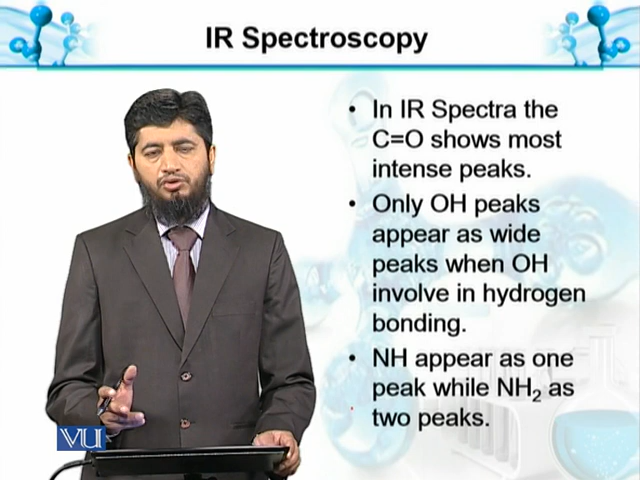 IR Spectroscopy
• In IR Spectra the
C=O shows most
intense peaks.
• Only OH peaks
appear as wide
peaks when OH
involve in hydrogen
bonding.
• NH appear as one
peak while NH₂ as
two peaks.
VU